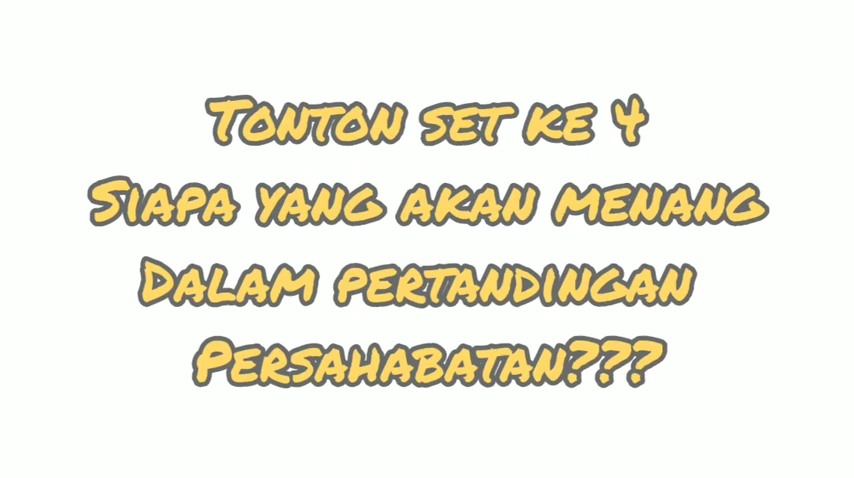 Tonton set ke 4
Siapa yang akan menang
Dalam pertandingan
Persahabatan???